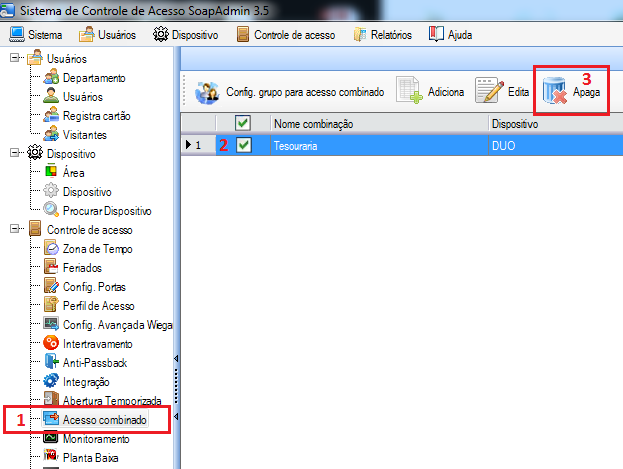 Sistema de Controle de Acesso SoapAdmin 3.5
Sistema Usuários Dispositivo Controle de acesso Relatórios Ajuda
Usuários
Departamento
Usuários
Registra cartão
Visitantes
Dispositivo
Área
Dispositivo
Procurar Dispositivo
Controle de acesso
Zona de Tempo
Feriados
Config. Portas
Perfil de Acesso
Config. Avançada Wiega
Intertravamento
Anti-Passback
Integração
Abertura Temporizada
1 Acesso combinado
Monitoramento
Planta Baixa
3
Config. grupo para acesso combinado Adiciona Edita Apaga
Nome combinação Dispositivo
1 2 Tesouraria DUO